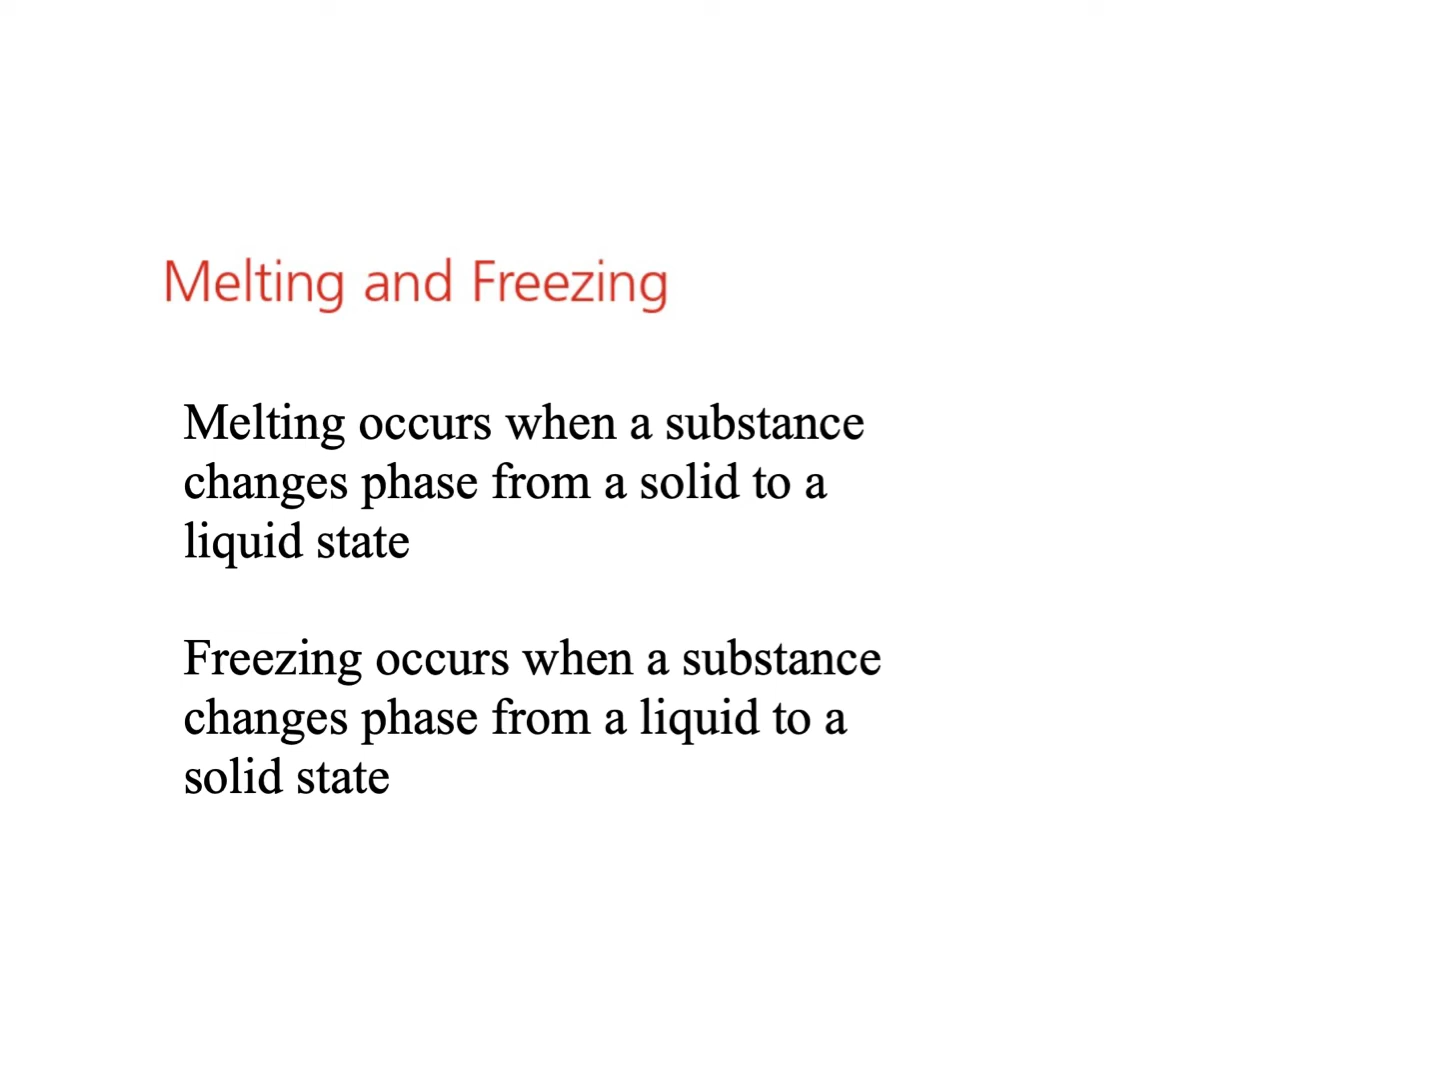 Melting and Freezing
Melting occurs when a substance
changes phase from a solid to a
liquid state
Freezing occurs when a substance
changes phase from a liquid to a
solid state